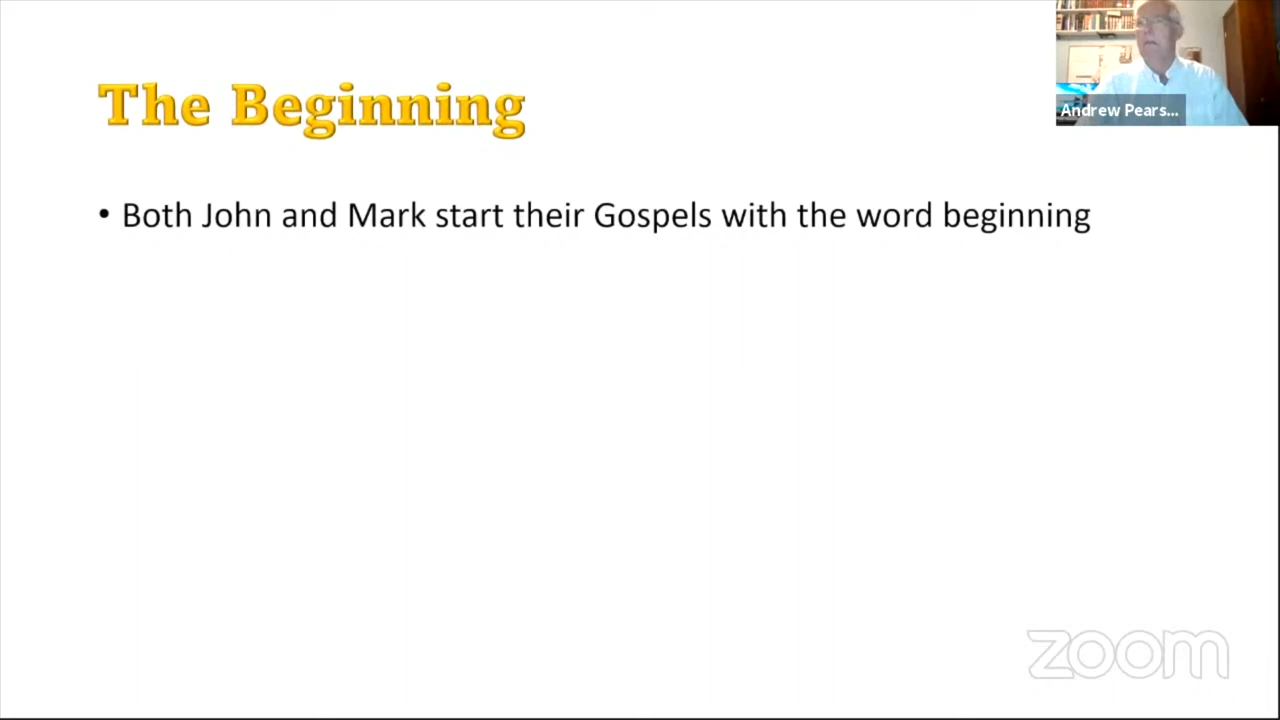 The Beginning
Andrew Pears...
• Both John and Mark start their Gospels with the word beginning
zoom